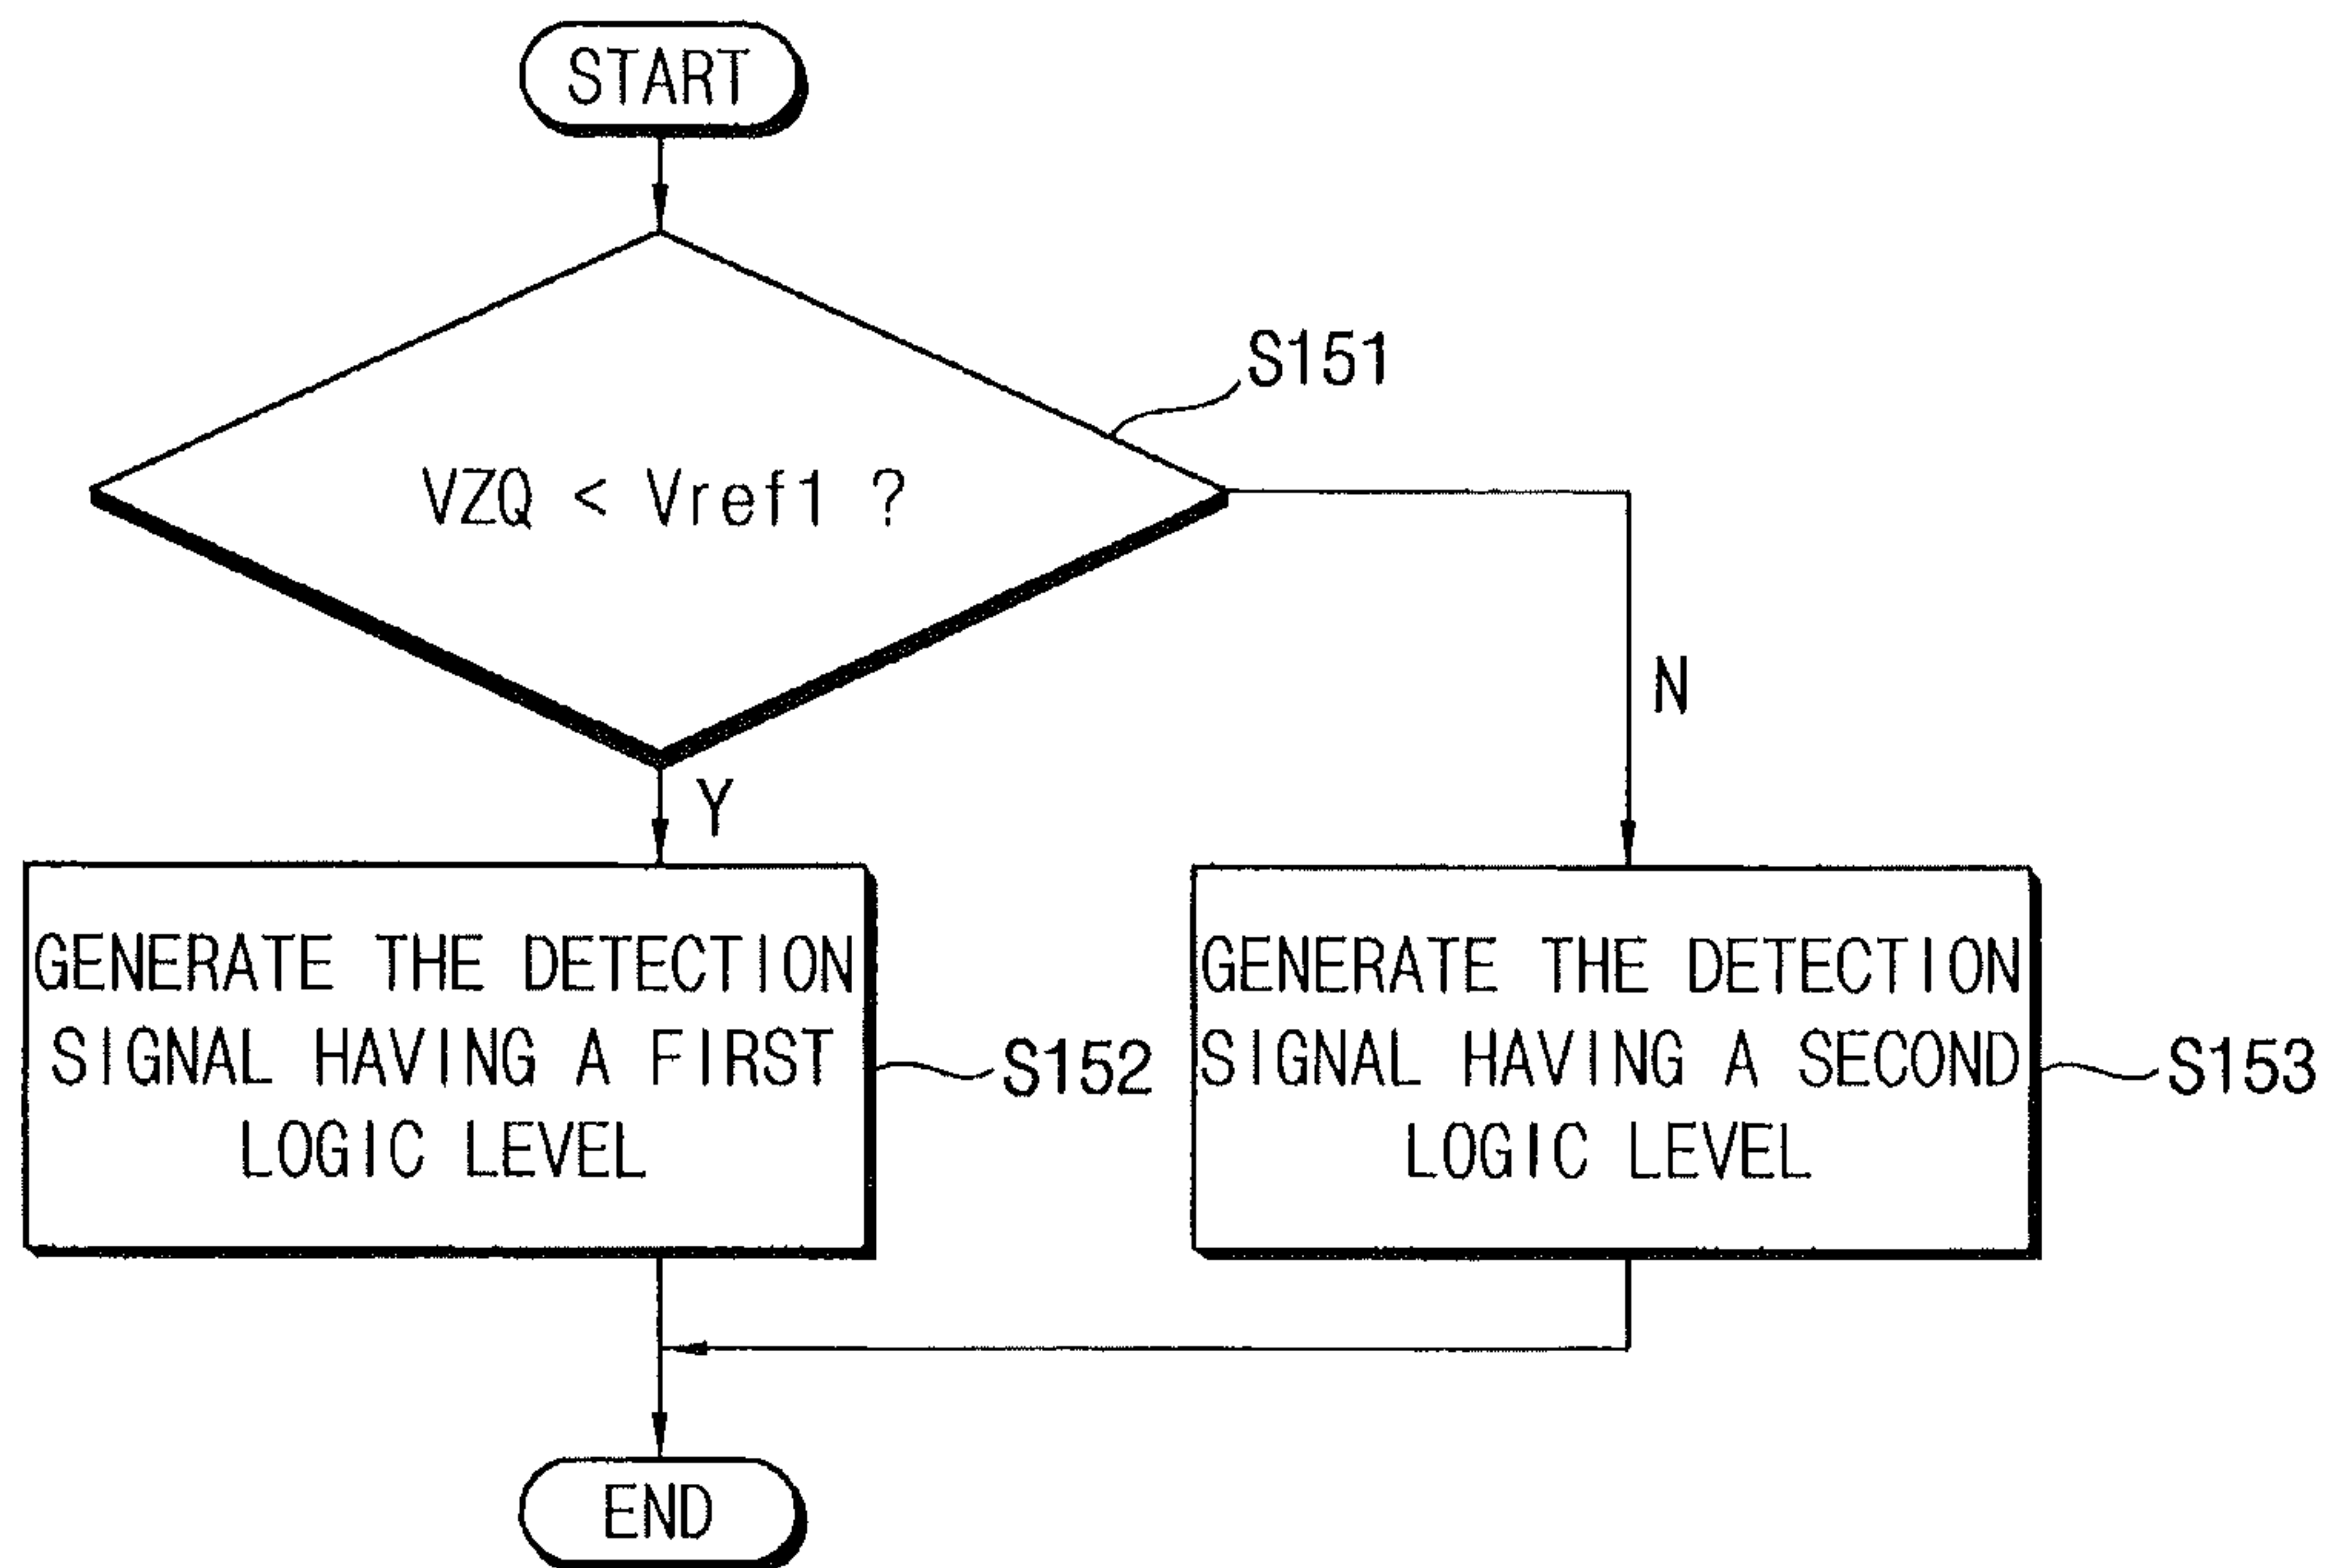 START
S151
VZQ < Vref1 ?
N
Y
GENERATE THE DETECTION
SIGNAL HAVING A FIRST
LOGIC LEVEL
S152
GENERATE THE DETECTION
SIGNAL HAVING A SECOND
LOGIC LEVEL
S153
END